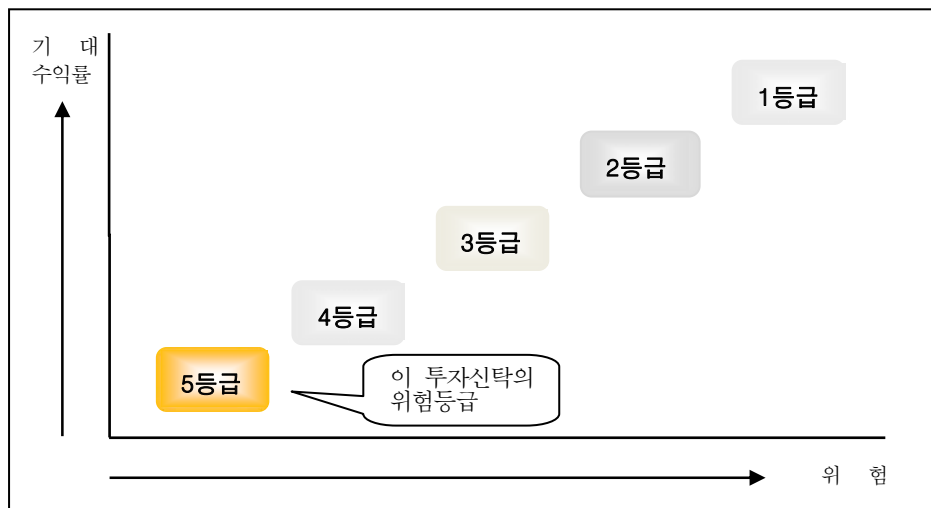 기 대
수익률
1등급
2등급
3등급
4등급
5등급
이 투자신탁의
위험등급
위 험